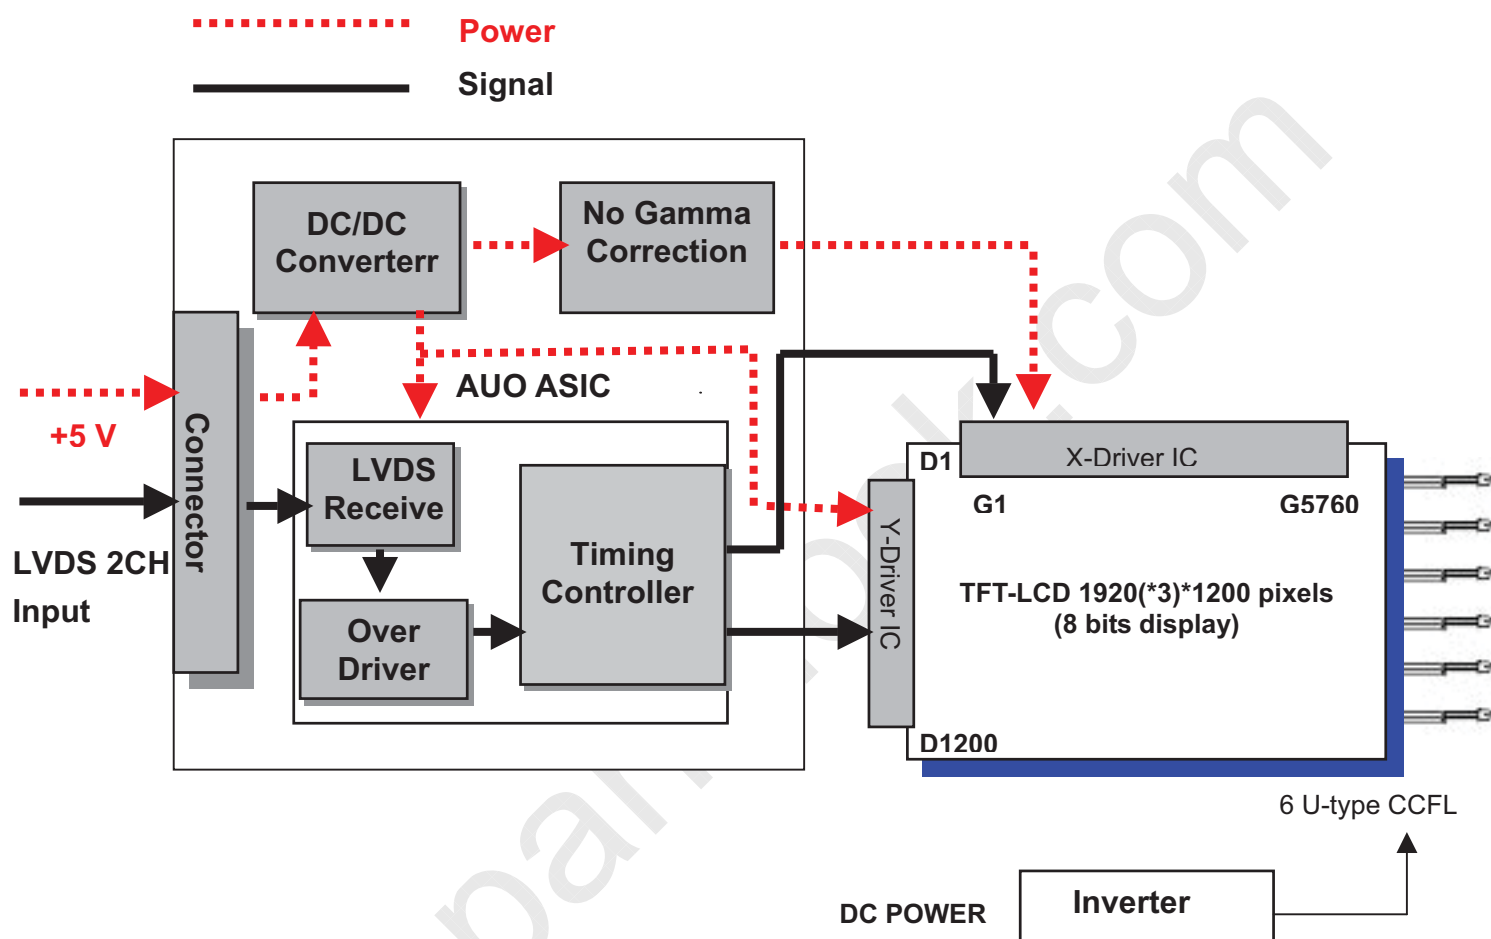 Power
Signal
DC/DC
Converterr
No Gamma
Correction
AUO ASIC
+5 V
Connector
LVDS 2CH
Input
LVDS
Receive
Over
Driver
Timing
Controller
D1
X-Driver IC
G1
G5760
Y-Driver IC
TFT-LCD 1920(*3)*1200 pixels
(8 bits display)
D1200
6 U-type CCFL
DC POWER
Inverter